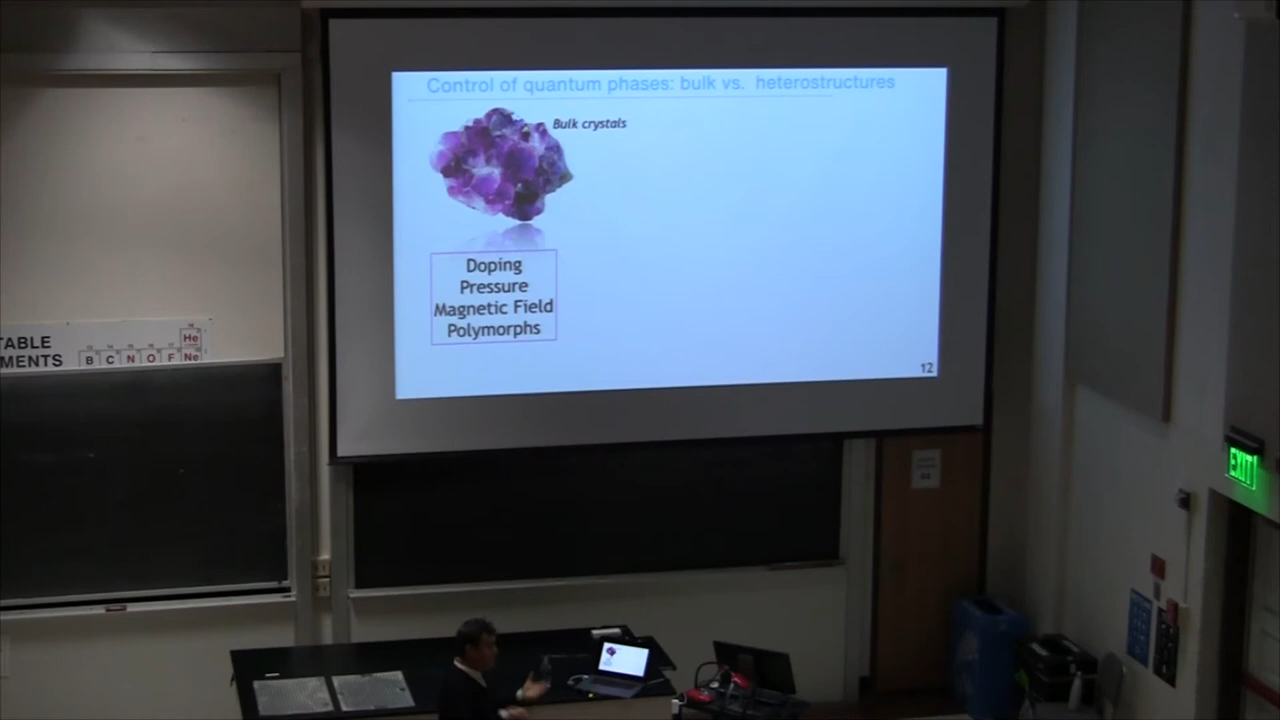 Control of quantum phases: bulk vs. heterostructures
Bulk crystals
Doping
Pressure
Magnetic Field
Polymorphs
12
TABLE
MENTS
He
B C N O F Ne
EXIT